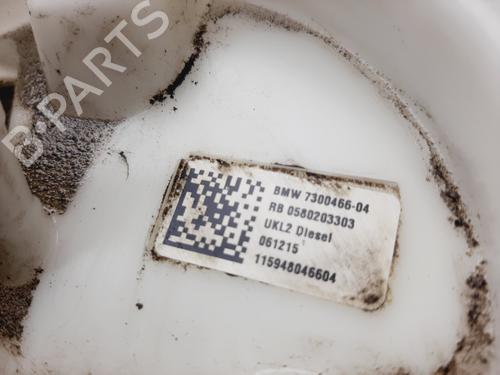 B-PARTS
BMW 7300466-04
RB 0580203303
UKL2 Diesel
061215
115948046604